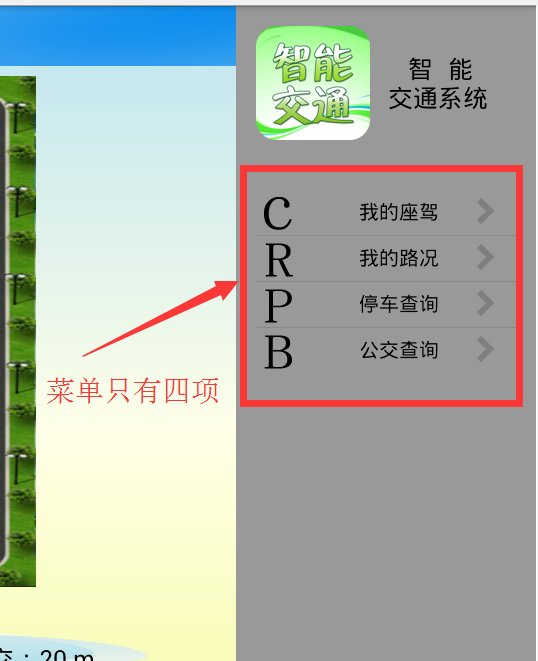 智能
交通
智 能
交通系统
C 我的座驾
R 我的路况
P 停车查询
B 公交查询
菜单只有四项
：20 m